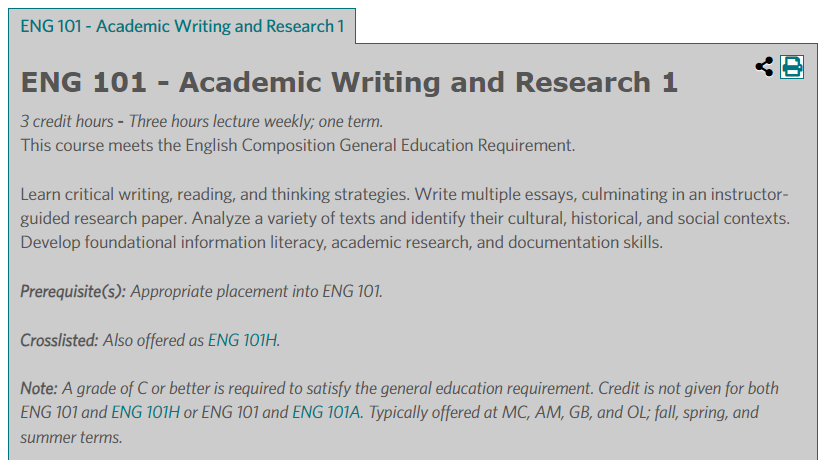 ENG 101 - Academic Writing and Research 1
ENG 101 - Academic Writing and Research 1
3 credit hours - Three hours lecture weekly; one term.
This course meets the English Composition General Education Requirement.
Learn critical writing, reading, and thinking strategies. Write multiple essays, culminating in an instructor-
guided research paper. Analyze a variety of texts and identify their cultural, historical, and social contexts.
Develop foundational information literacy, academic research, and documentation skills.
Prerequisite(s): Appropriate placement into ENG 101.
Crosslisted: Also offered as ENG 101H.
Note: A grade of C or better is required to satisfy the general education requirement. Credit is not given for both
ENG 101 and ENG 101H or ENG 101 and ENG 101A. Typically offered at MC, AM, GB, and OL; fall, spring, and
summer terms.